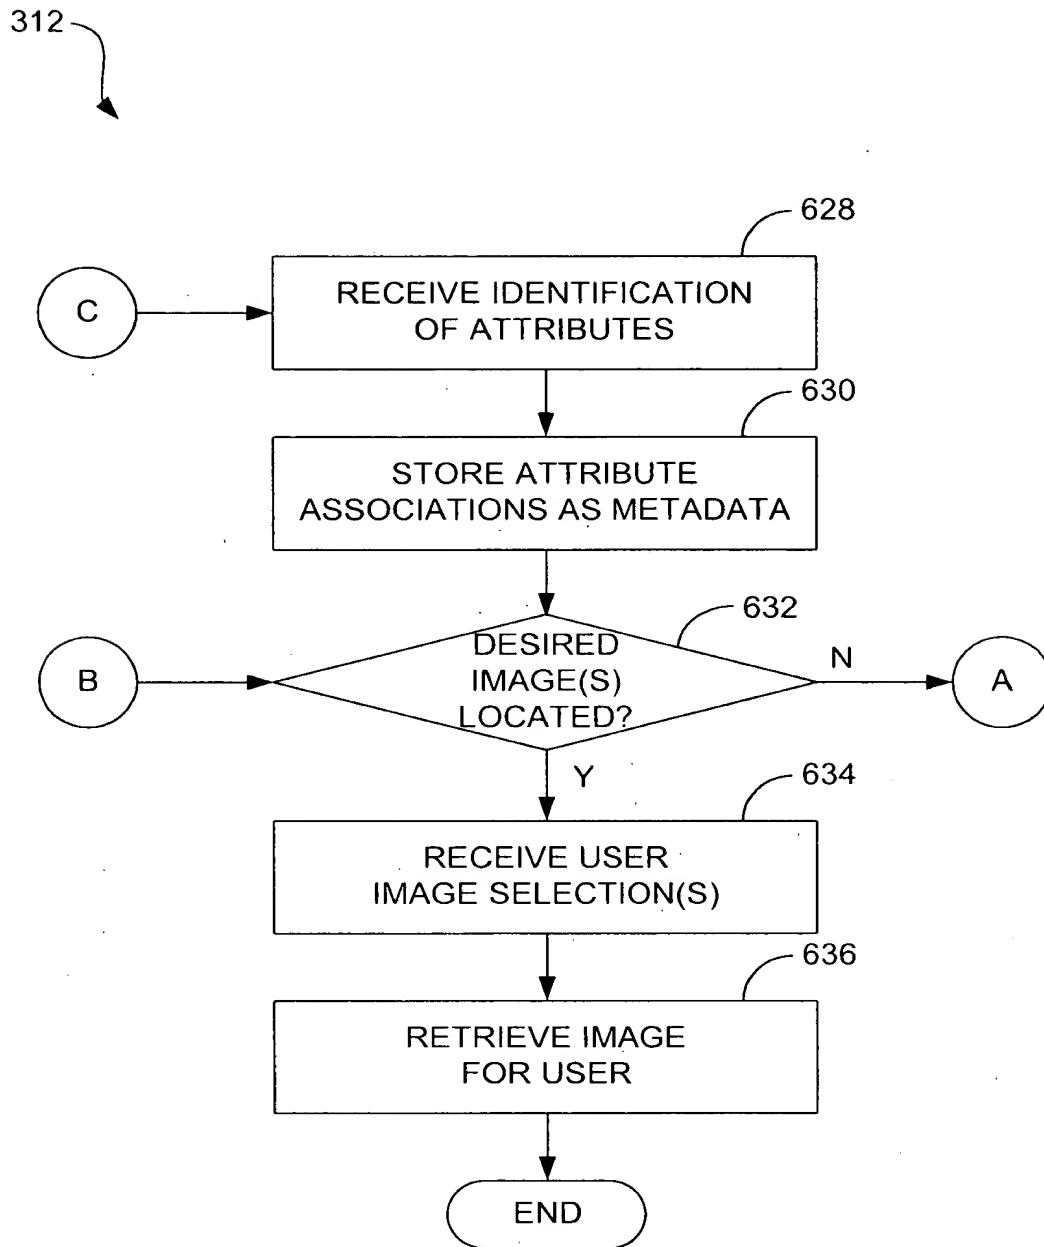 312
628
C
RECEIVE IDENTIFICATION
OF ATTRIBUTES
630
STORE ATTRIBUTE
ASSOCIATIONS AS METADATA
632
B
DESIRED
IMAGE(S)
LOCATED?
N
A
Y
634
RECEIVE USER
IMAGE SELECTION(S)
636
RETRIEVE IMAGE
FOR USER
END